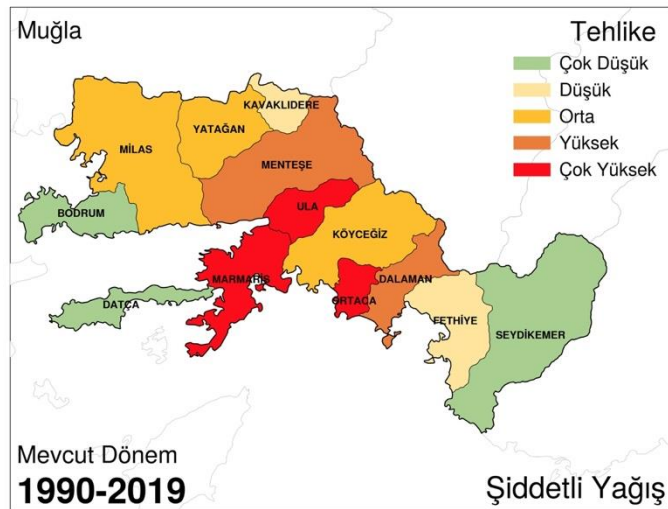 Muğla
Tehlike
Çok Düşük
Düşük
Orta
Yüksek
Çok Yüksek
KAVAKLIDERE
YATAĞAN
MİLAS
MENTEŞE
ULA
BODRUM
KÖYCEĞİZ
MARMARİS
DALAMAN
DATÇA
ORTACA
FETHİYE
SEYDİKEMER
Mevcut Dönem
1990-2019
Şiddetli Yağış